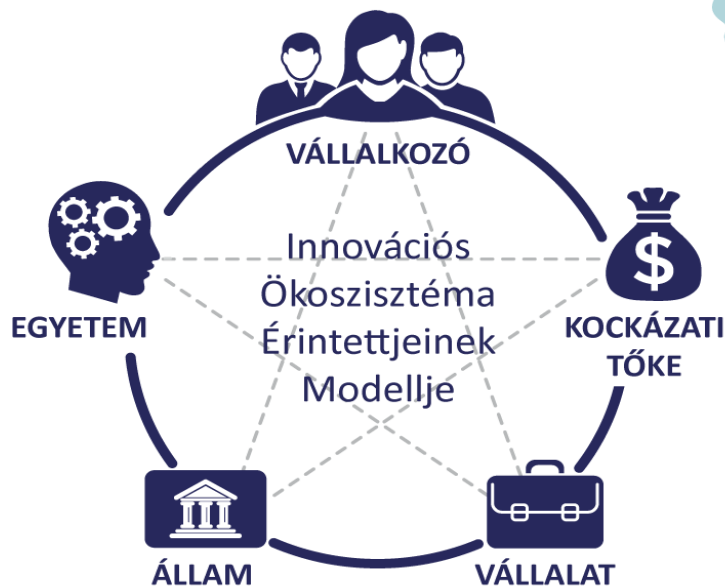 VÁLLALKOZÓ
Innovációs
Ökoszisztéma
Érintettjeinek
Modellje
EGYETEM
KOCKÁZATI
TŐKE
$
ÁLLAM
VÁLLALAT